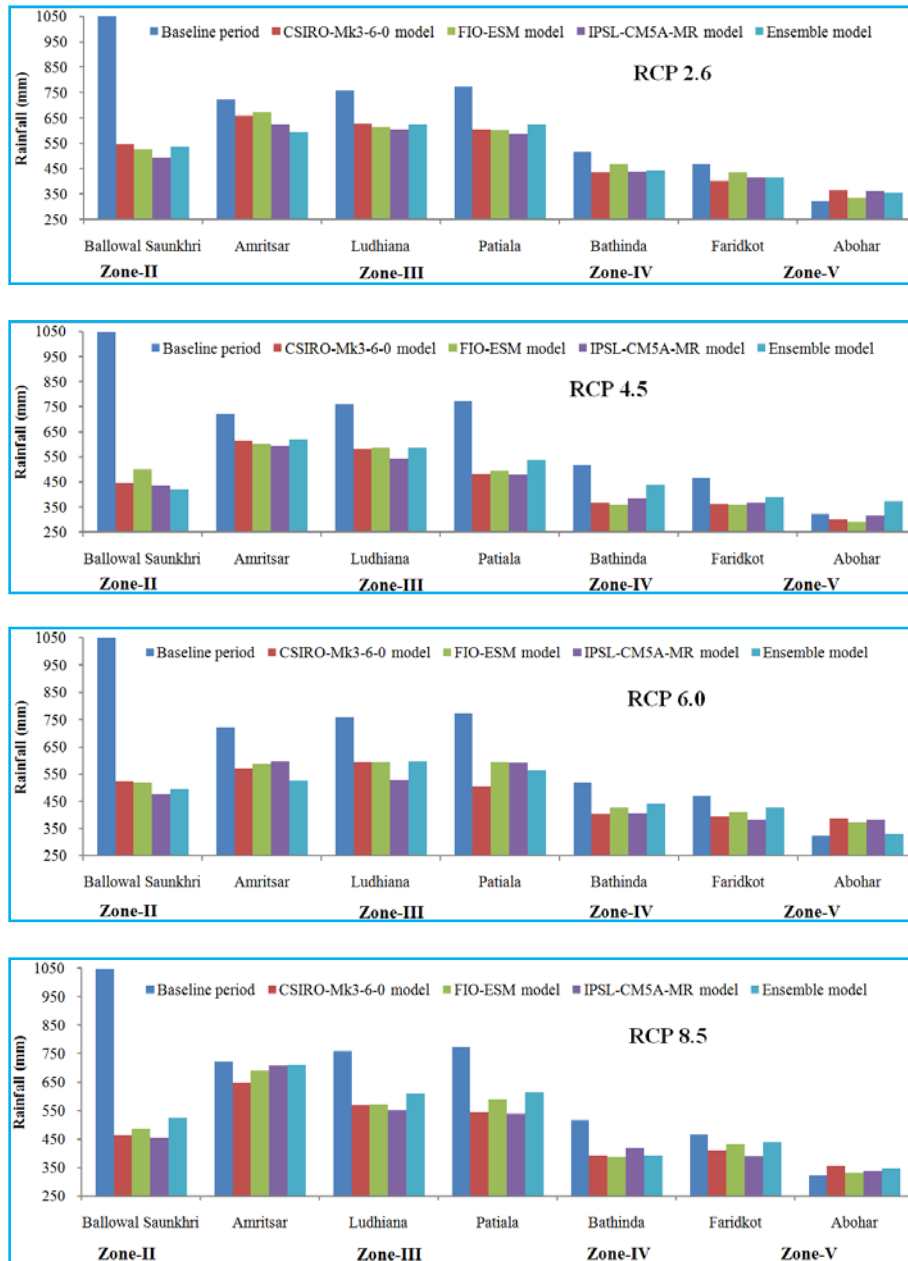 1050
Baseline period CSIRO-Mk3-6-0 model FIO-ESM model IPSL-CM5A-MR model Ensemble model
950
RCP 2.6
850
750
650
550
450
350
250
Rainfall (mm)
Ballowal Saunkhri Amritsar Ludhiana Patiala Bathinda Faridkot Abohar
Zone-II Zone-III Zone-IV Zone-V
1050
Baseline period CSIRO-Mk3-6-0 model FIO-ESM model IPSL-CM5A-MR model Ensemble model
950
850
RCP 4.5
750
650
550
450
350
250
Rainfall (mm)
Ballowal Saunkhri Amritsar Ludhiana Patiala Bathinda Faridkot Abohar
Zone-II Zone-III Zone-IV Zone-V
1050
Baseline period CSIRO-Mk3-6-0 model FIO-ESM model IPSL-CM5A-MR model Ensemble model
950
850
RCP 6.0
750
650
550
450
350
250
Rainfall (mm)
Ballowal Saunkhri Amritsar Ludhiana Patiala Bathinda Faridkot Abohar
Zone-II Zone-III Zone-IV Zone-V
1050
Baseline period CSIRO-Mk3-6-0 model FIO-ESM model IPSL-CM5A-MR model Ensemble model
950
850
RCP 8.5
750
650
550
450
350
250
Rainfall (mm)
Ballowal Saunkhri Amritsar Ludhiana Patiala Bathinda Faridkot Abohar
Zone-II Zone-III Zone-IV Zone-V